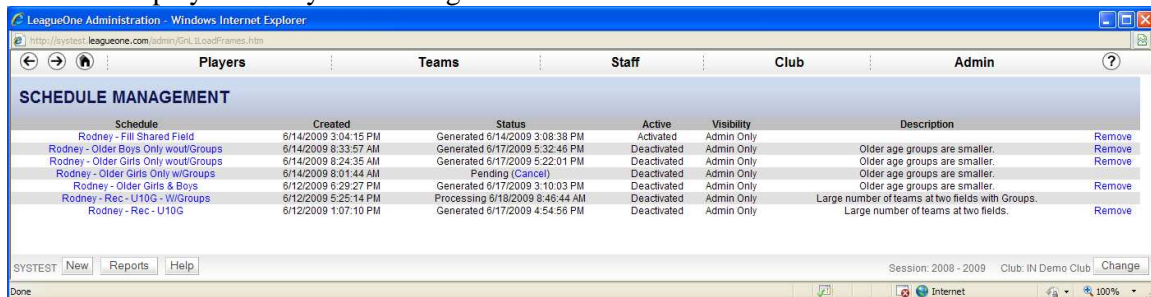 LeagueOne Administration - Windows Internet Explorer
http://systest.leagueone.com/admin/GnL1LoadFrames.htm
Players Teams Staff Club Admin ?
SCHEDULE MANAGEMENT
Schedule Created Status Active Visibility Description
Rodney - Fill Shared Field 6/14/2009 3:04:15 PM Generated 6/14/2009 3:08:38 PM Activated Admin Only Remove
Rodney - Older Boys Only wout/Groups 6/14/2009 8:33:57 AM Generated 6/17/2009 5:32:46 PM Deactivated Admin Only Older age groups are smaller. Remove
Rodney - Older Girls Only wout/Groups 6/14/2009 8:24:35 AM Generated 6/17/2009 5:22:01 PM Deactivated Admin Only Older age groups are smaller. Remove
Rodney - Older Girls Only w/Groups 6/14/2009 8:01:44 AM Pending (Cancel) Deactivated Admin Only Older age groups are smaller.
Rodney - Older Girls & Boys 6/12/2009 6:29:27 PM Generated 6/17/2009 3:10:03 PM Deactivated Admin Only Older age groups are smaller. Remove
Rodney - Rec - U10G - W/Groups 6/12/2009 5:25:14 PM Processing 6/18/2009 8:46:44 AM Deactivated Admin Only Large number of teams at two fields with Groups.
Rodney - Rec - U10G 6/12/2009 1:07:10 PM Generated 6/17/2009 4:54:56 PM Deactivated Admin Only Large number of teams at two fields. Remove
SYSTEST New Reports Help Session: 2008 - 2009 Club: IN Demo Club Change
Done Internet 100%